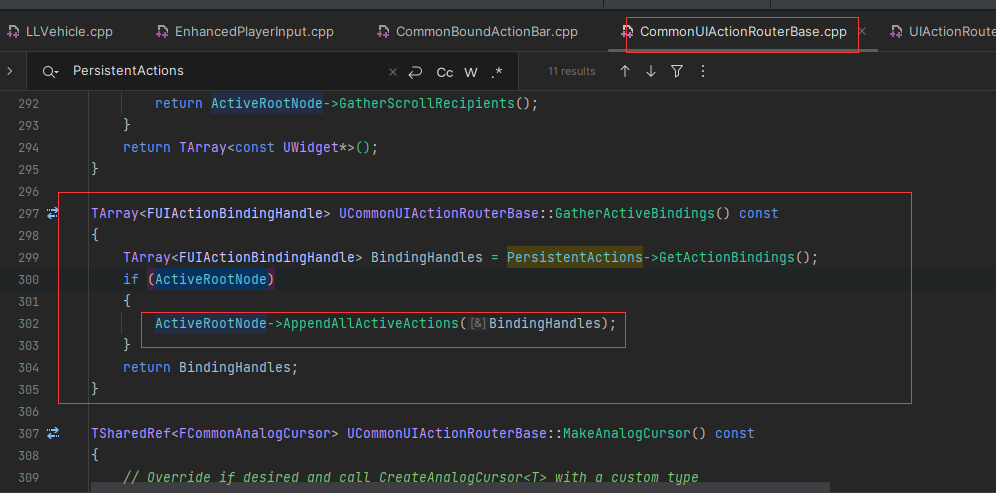 LLVehicle.cpp EnhancedPlayerInput.cpp CommonBoundActionBar.cpp CommonUIActionRouterBase.cpp × UIActionRoute
PersistentActions × Cc W .* 11 results
292 return ActiveRootNode->GatherScrollRecipients();
293 }
294 return TArray<const UWidget*>();
295 }
296
297 TArray<FUIActionBindingHandle> UCommonUIActionRouterBase::GatherActiveBindings() const
298 {
299 TArray<FUIActionBindingHandle> BindingHandles = PersistentActions->GetActionBindings();
300 if (ActiveRootNode)
301 {
302 ActiveRootNode->AppendAllActiveActions([&]BindingHandles);
303 }
304 return BindingHandles;
305 }
306
307 TSharedRef<FCommonAnalogCursor> UCommonUIActionRouterBase::MakeAnalogCursor() const
308 {
309 // Override if desired and call CreateAnalogCursor<T> with a custom type